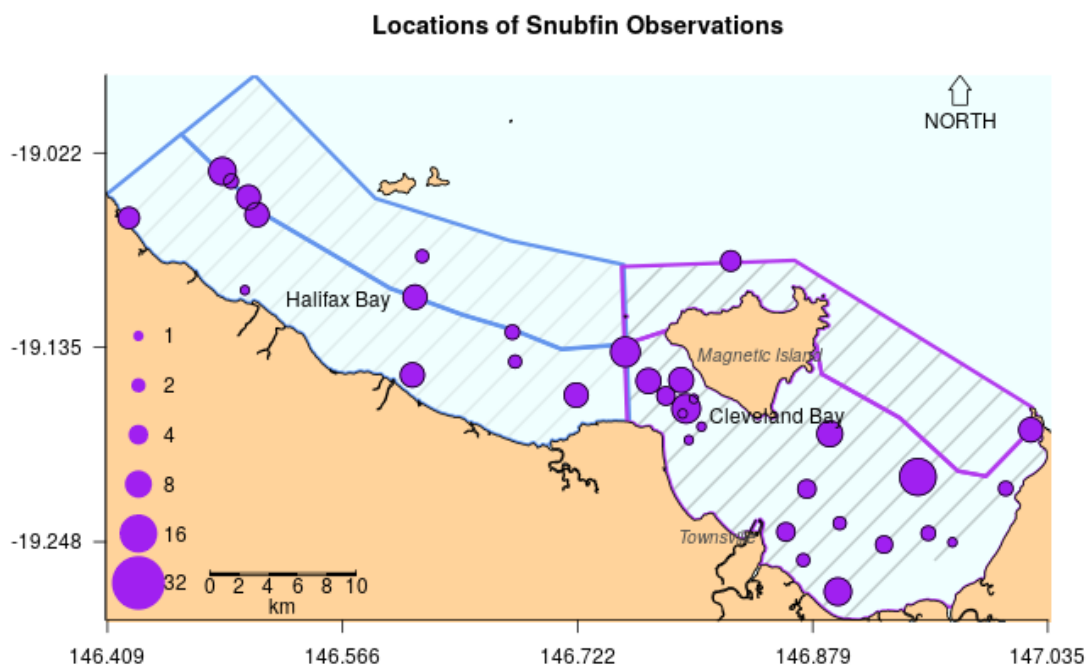 Locations of Snubfin Observations
NORTH
-19.022
Halifax Bay
-19.135
Magnetic Island
1
2
Cleveland Bay
4
8
16
Townsville
-19.248
32
0 2 4 6 8 10
km
146.409 146.566 146.722 146.879 147.035